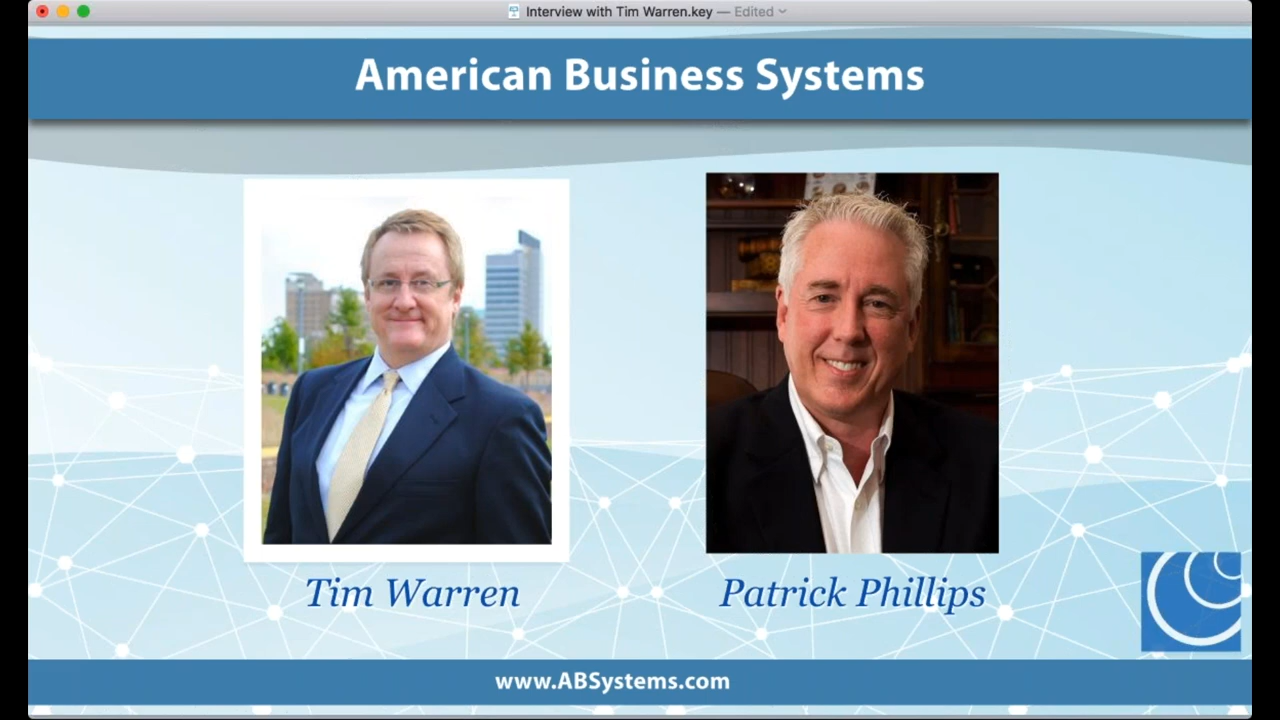 Interview with Tim Warren.key — Edited
American Business Systems
Tim Warren
Patrick Phillips
www.ABSystems.com